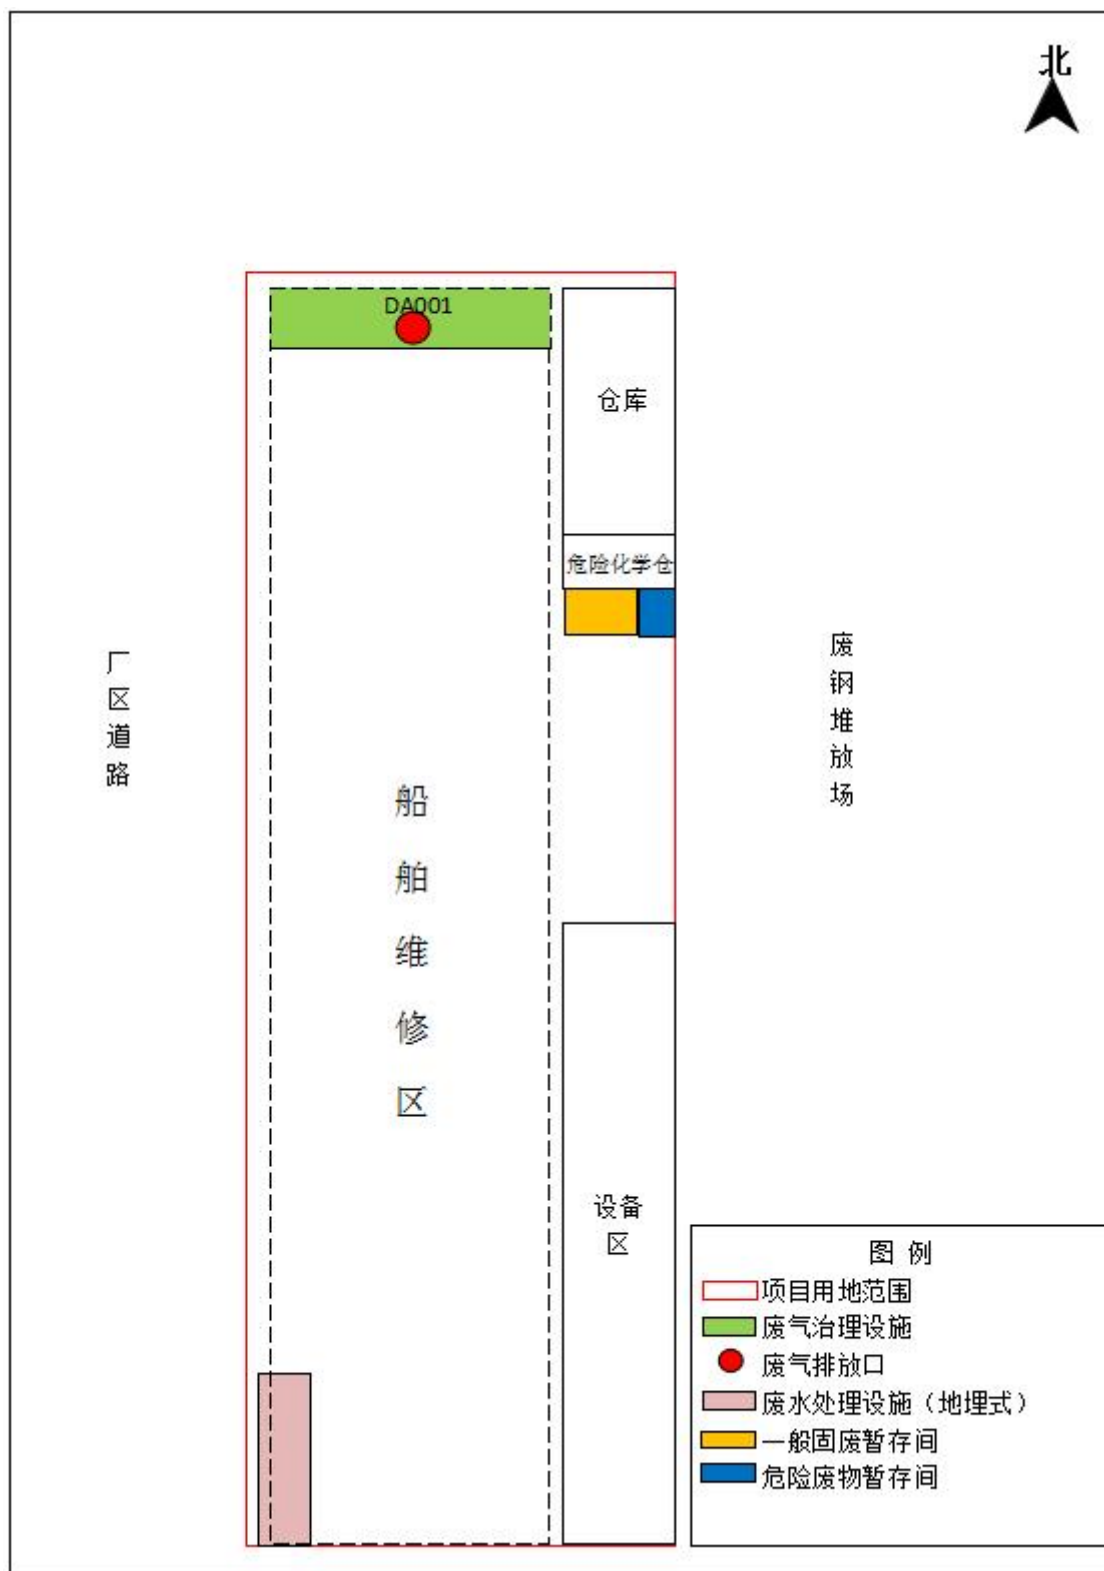 北
DA001
仓库
危险化学仓
厂区道路
废钢堆放场
船舶维修区
设备
区
图 例
项目用地范围
废气治理设施
废气排放口
废水处理设施（地埋式）
一般固废暂存间
危险废物暂存间